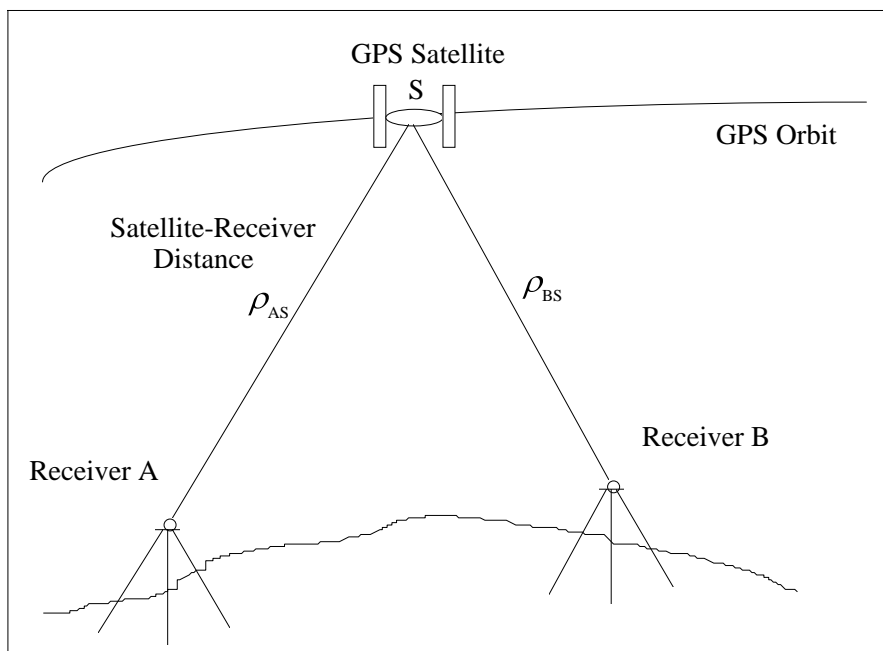 GPS Satellite
S
GPS Orbit
Satellite-Receiver
Distance
ρAS
ρBS
Receiver B
Receiver A